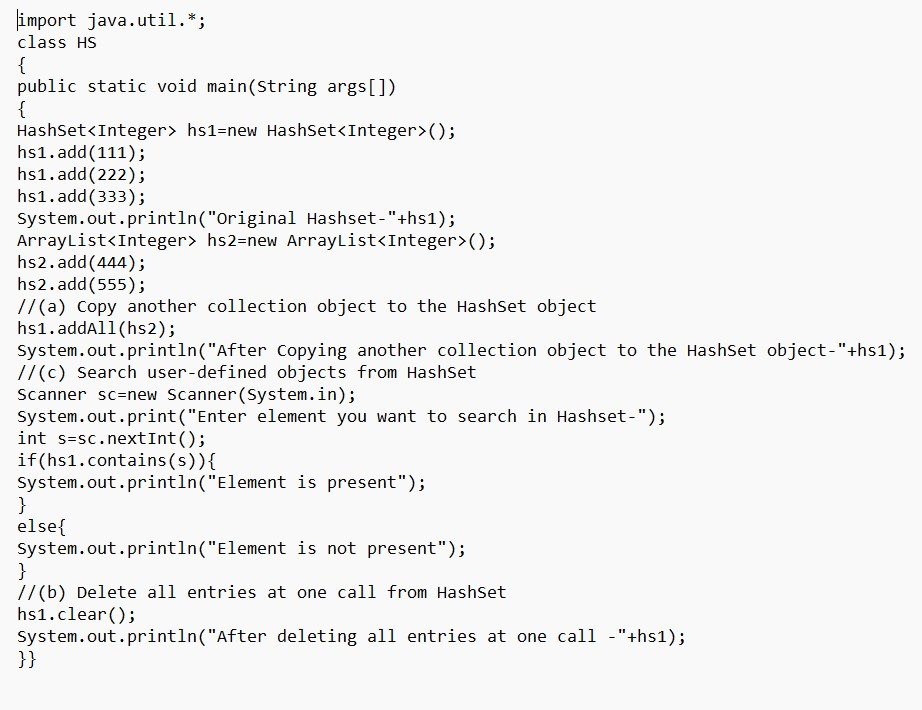 import java.util.*;
class HS
{
public static void main(String args[])
{
HashSet<Integer> hs1=new HashSet<Integer>();
hs1.add(111);
hs1.add(222);
hs1.add(333);
System.out.println("Original Hashset-"+hs1);
ArrayList<Integer> hs2=new ArrayList<Integer>();
hs2.add(444);
hs2.add(555);
//(a) Copy another collection object to the HashSet object
hs1.addAll(hs2);
System.out.println("After Copying another collection object to the HashSet object-"+hs1);
//(c) Search user-defined objects from HashSet
Scanner sc=new Scanner(System.in);
System.out.print("Enter element you want to search in Hashset-");
int s=sc.nextInt();
if(hs1.contains(s)){
System.out.println("Element is present");
}
else{
System.out.println("Element is not present");
}
//(b) Delete all entries at one call from HashSet
hs1.clear();
System.out.println("After deleting all entries at one call -"+hs1);
}}